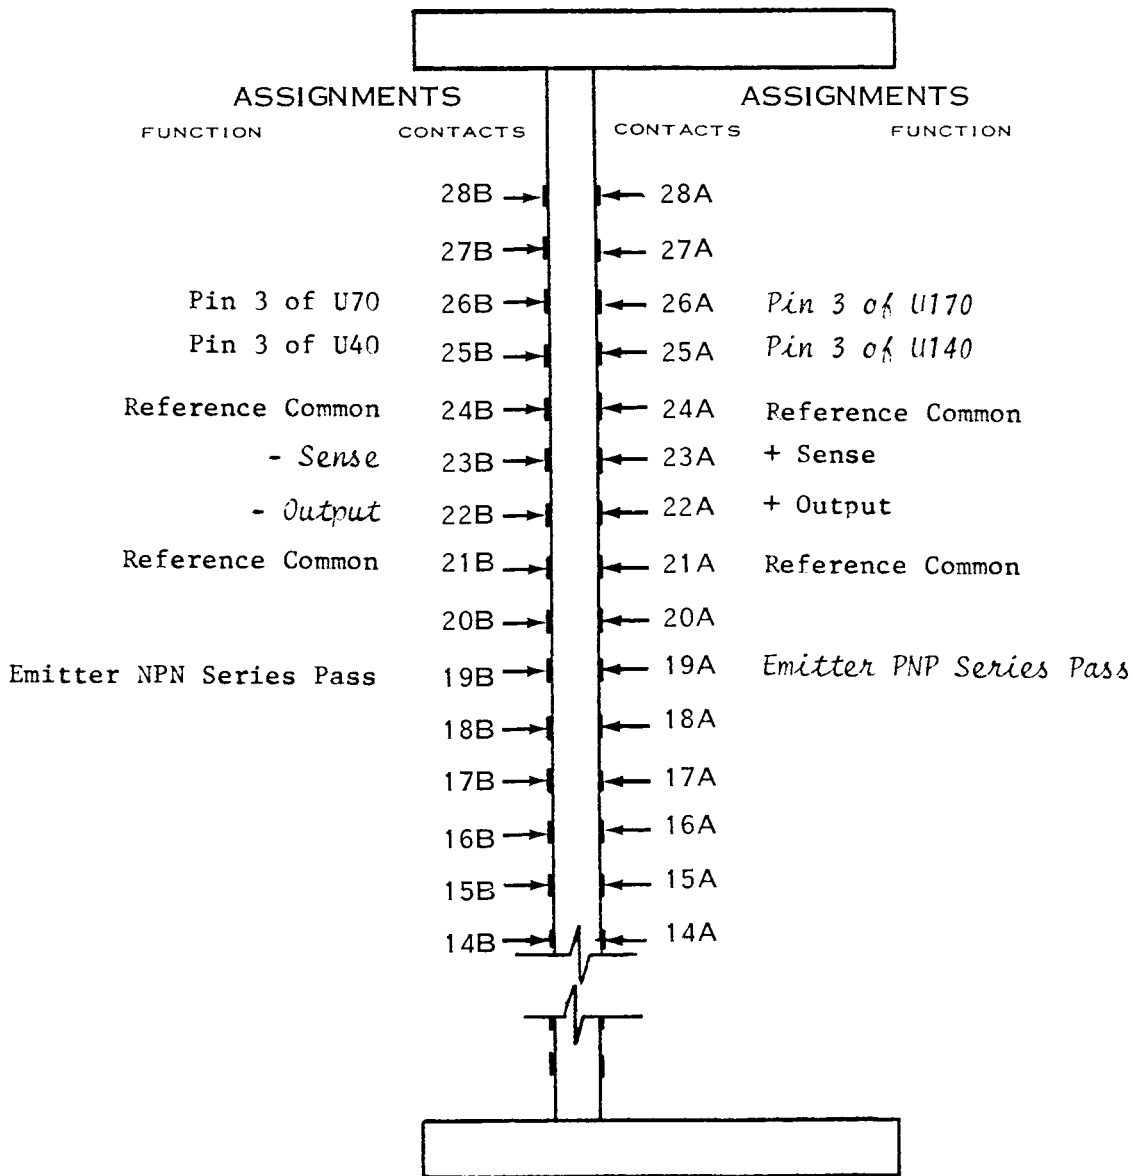 ASSIGNMENTS ASSIGNMENTS
FUNCTION CONTACTS CONTACTS FUNCTION
28B 28A
27B 27A
Pin 3 of U70 26B 26A Pin 3 of U170
Pin 3 of U40 25B 25A Pin 3 of U140
Reference Common 24B 24A Reference Common
- Sense 23B 23A + Sense
- Output 22B 22A + Output
Reference Common 21B 21A Reference Common
20B 20A
Emitter NPN Series Pass 19B 19A Emitter PNP Series Pass
18B 18A
17B 17A
16B 16A
15B 15A
14B 14A